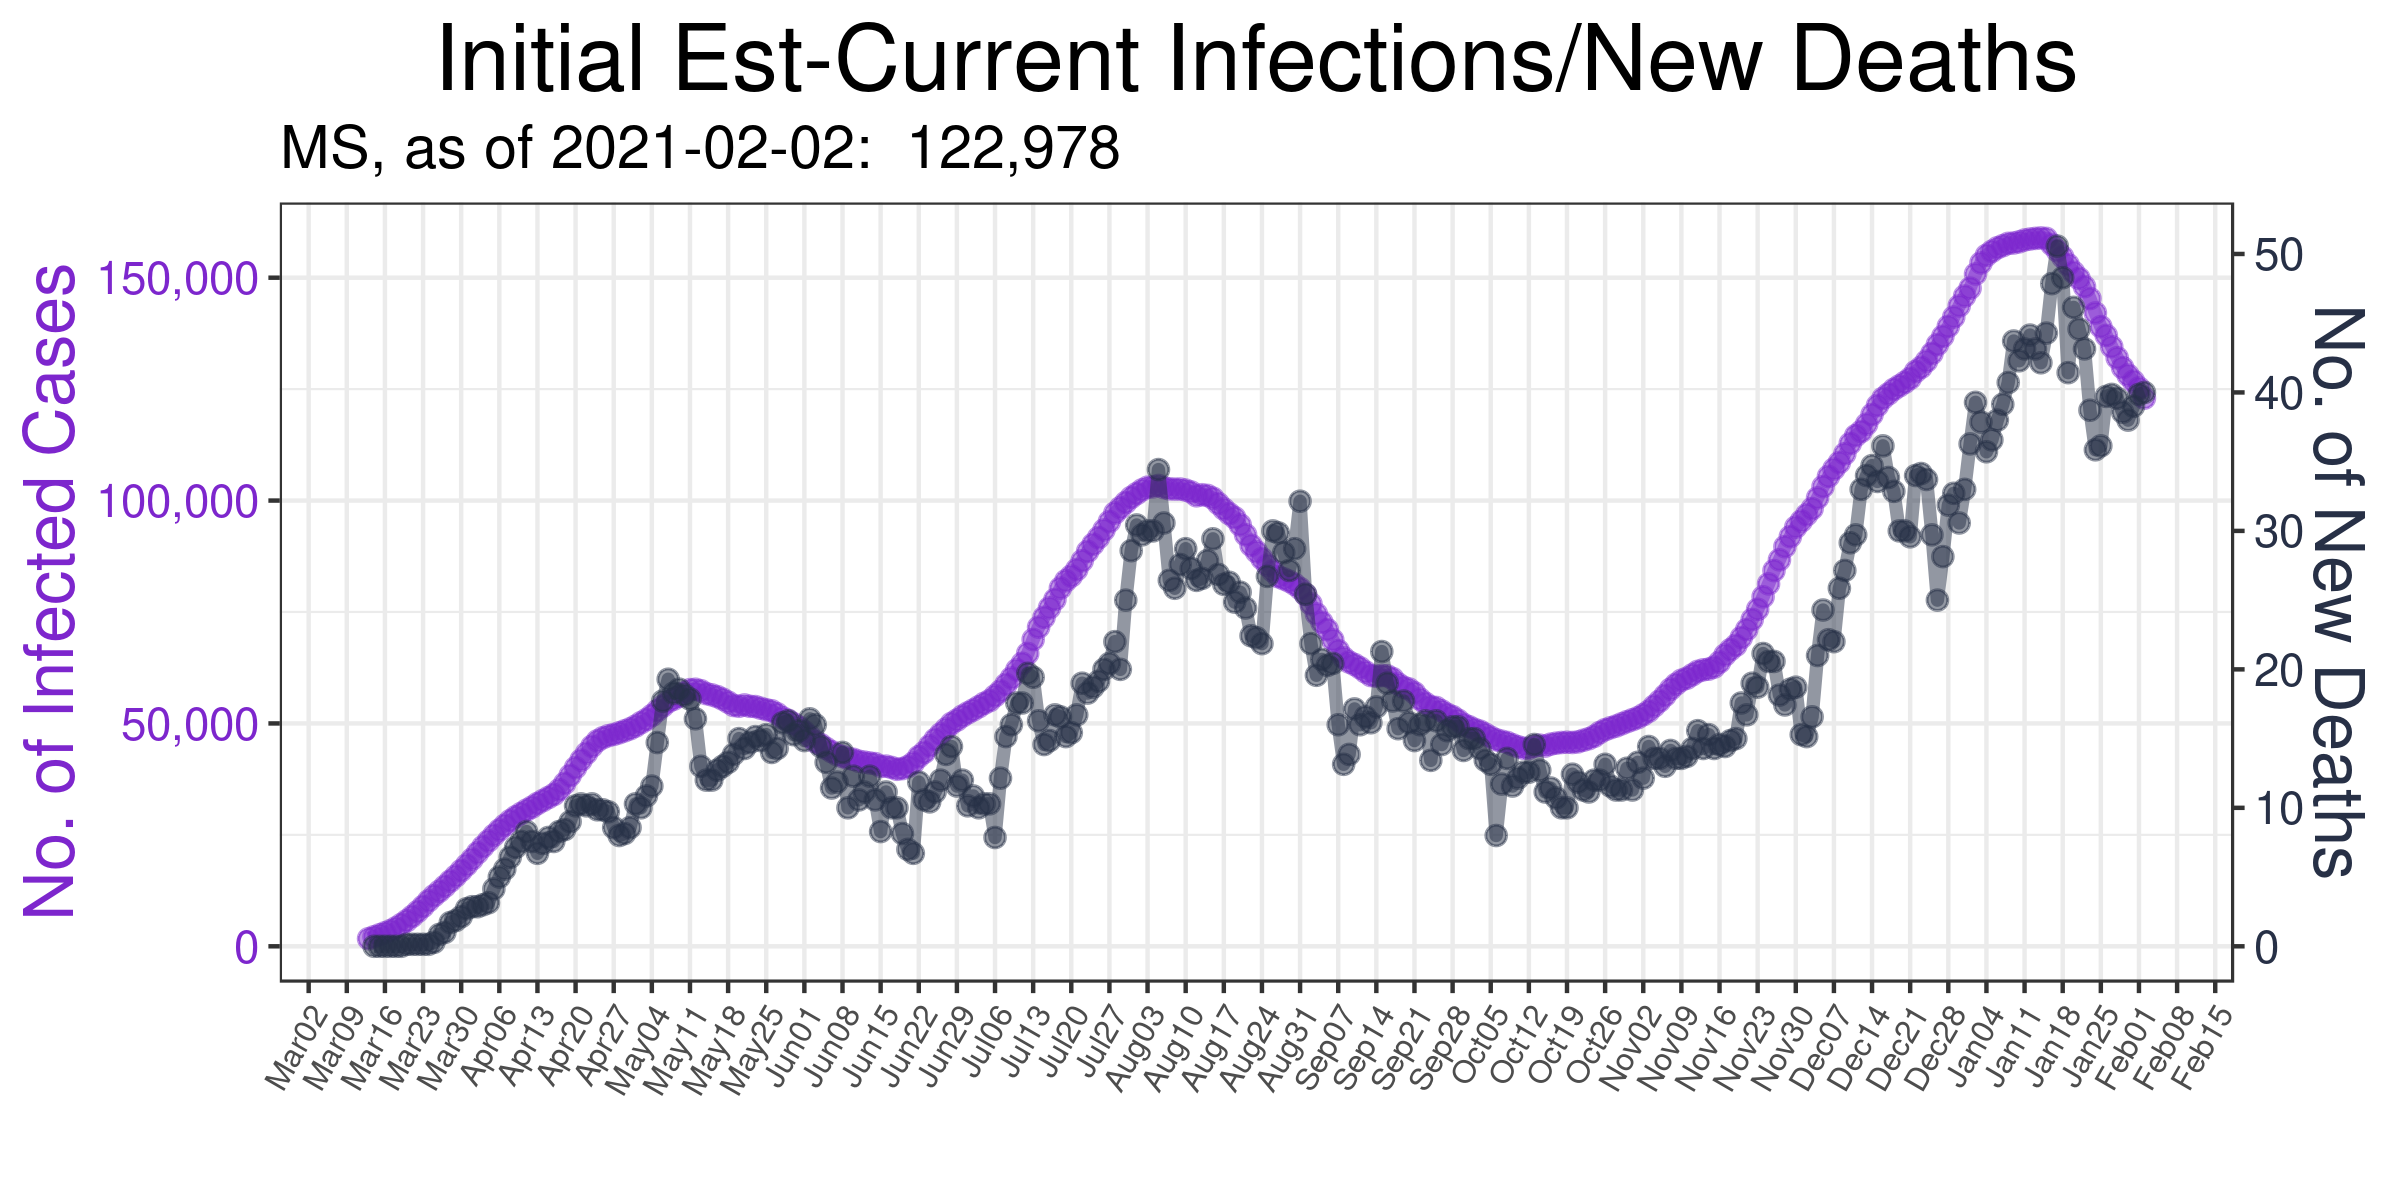 Initial Est-Current Infections/New Deaths
MS, as of 2021-02-02:  122,978
No. of Infected Cases
150,000
100,000
50,000
0
50
40
30
20
10
0
No. of New Deaths
Mar02
Mar09
Mar16
Mar23
Mar30
Apr06
Apr13
Apr20
Apr27
May04
May11
May18
May25
Jun01
Jun08
Jun15
Jun22
Jun29
Jul06
Jul13
Jul20
Jul27
Aug03
Aug10
Aug17
Aug24
Aug31
Sep07
Sep14
Sep21
Sep28
Oct05
Oct12
Oct19
Oct26
Nov02
Nov09
Nov16
Nov23
Nov30
Dec07
Dec14
Dec21
Dec28
Jan04
Jan11
Jan18
Jan25
Feb01
Feb08
Feb15